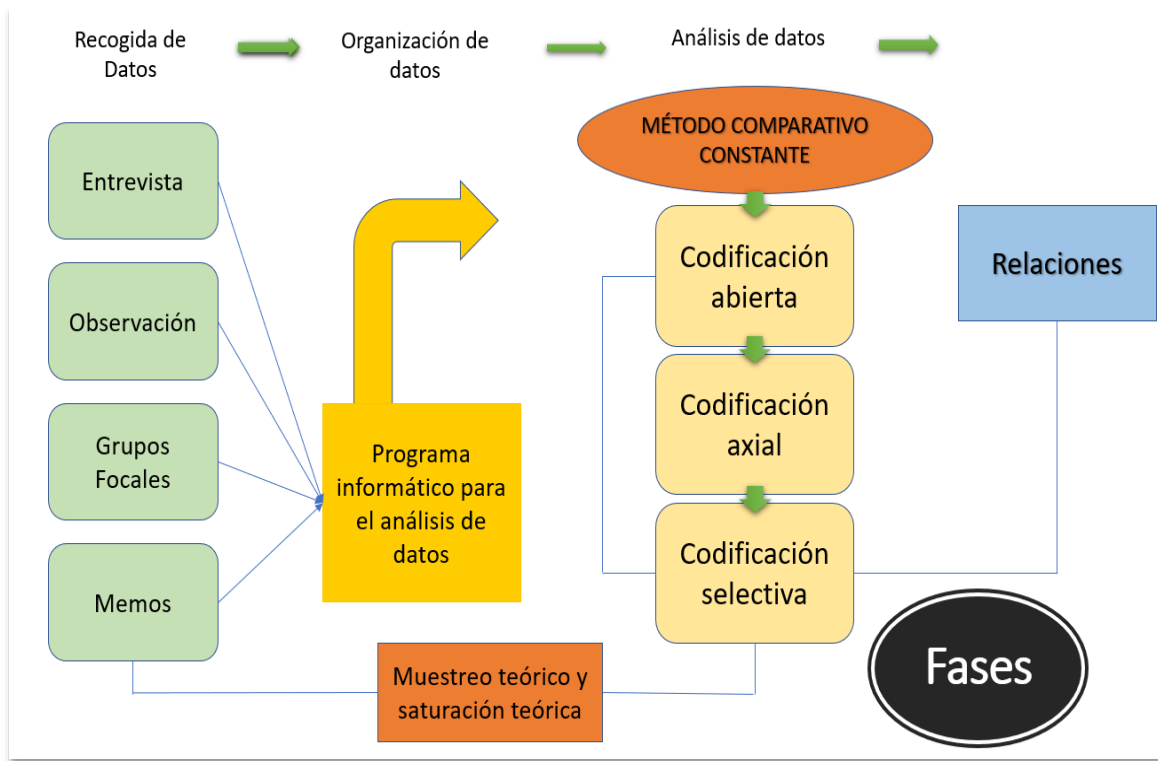 Recogida de
Datos
Organización de
datos
Análisis de datos
MÉTODO COMPARATIVO
CONSTANTE
Entrevista
Observación
Grupos
Focales
Memos
Programa
informático para
el análisis de
datos
Codificación
abierta
Codificación
axial
Codificación
selectiva
Relaciones
Muestreo teórico y
saturación teórica
Fases